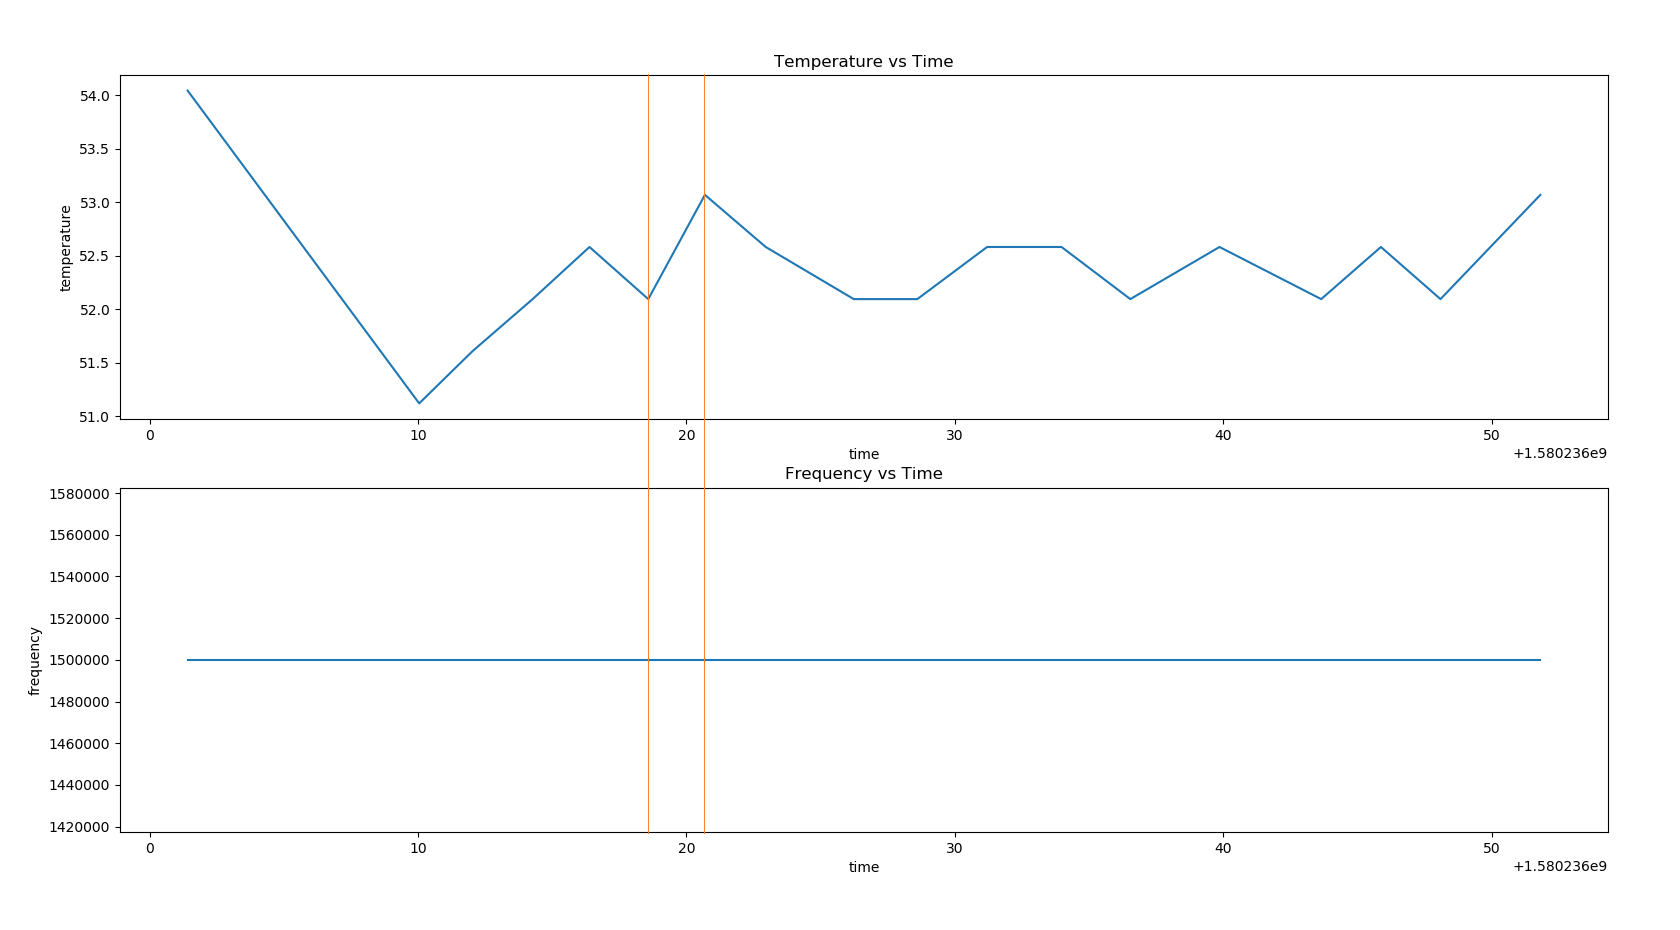 Temperature vs Time
54.0
53.5
53.0
52.5
52.0
51.5
51.0
temperature
0 10 20 30 40 50
time
+1.580236e9
Frequency vs Time
1580000
1560000
1540000
1520000
1500000
1480000
1460000
1440000
1420000
frequency
0 10 20 30 40 50
time
+1.580236e9